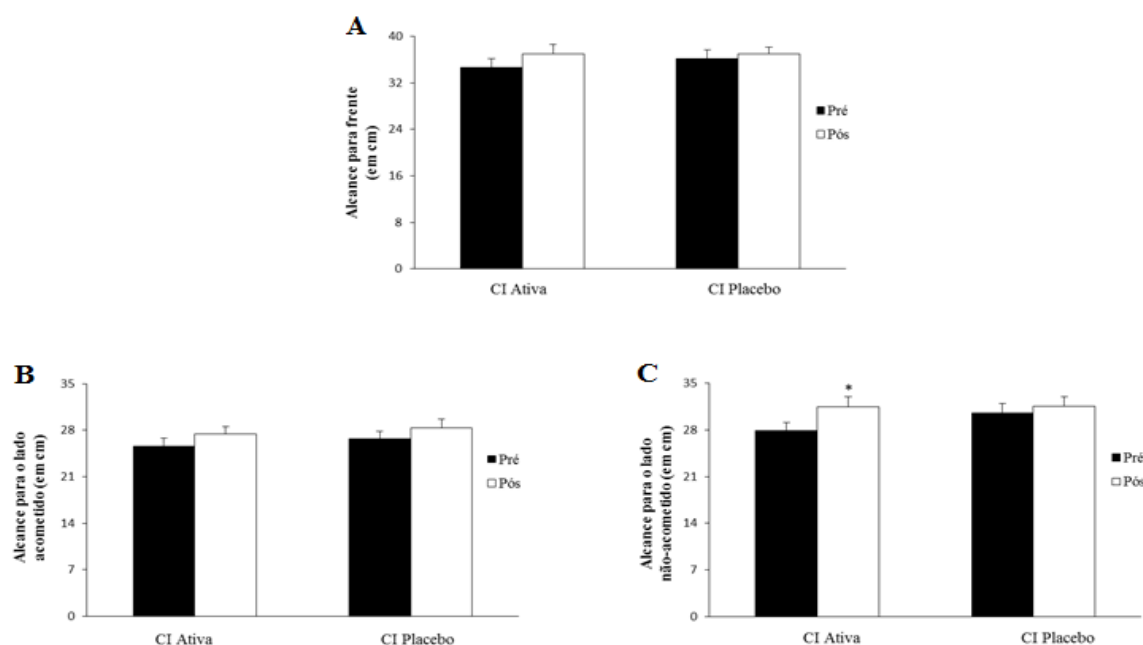 A
40
32
24
16
8
0
Alcance para frente
(em cm)
CI Ativa
CI Placebo
Pré
Pós
B
35
28
21
14
7
0
Alcance para o lado
acometido (em cm)
CI Ativa
CI Placebo
Pré
Pós
C
35
28
21
14
7
0
Alcance para o lado
não-acometido (em cm)
*
CI Ativa
CI Placebo
Pré
Pós